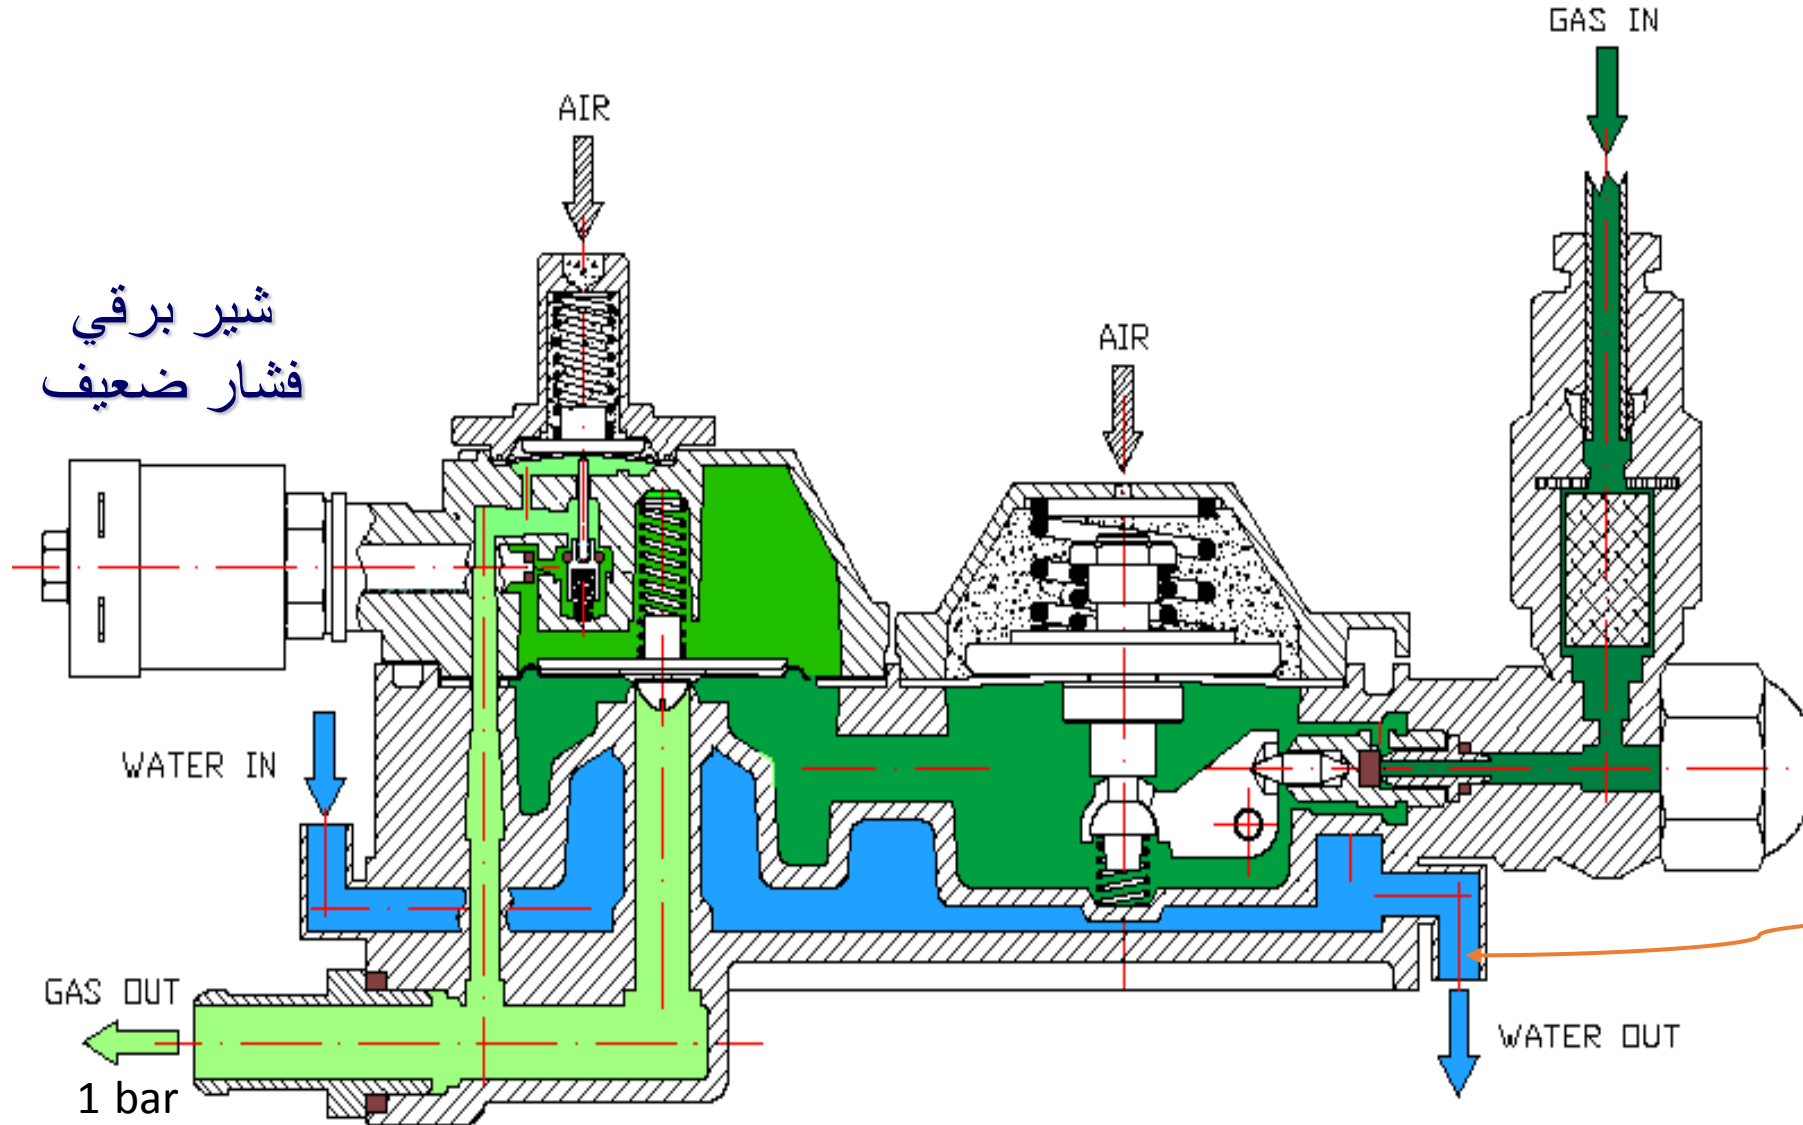 GAS IN
AIR
شير برقي
فشار ضعيف
AIR
WATER IN
GAS OUT
1 bar
WATER OUT